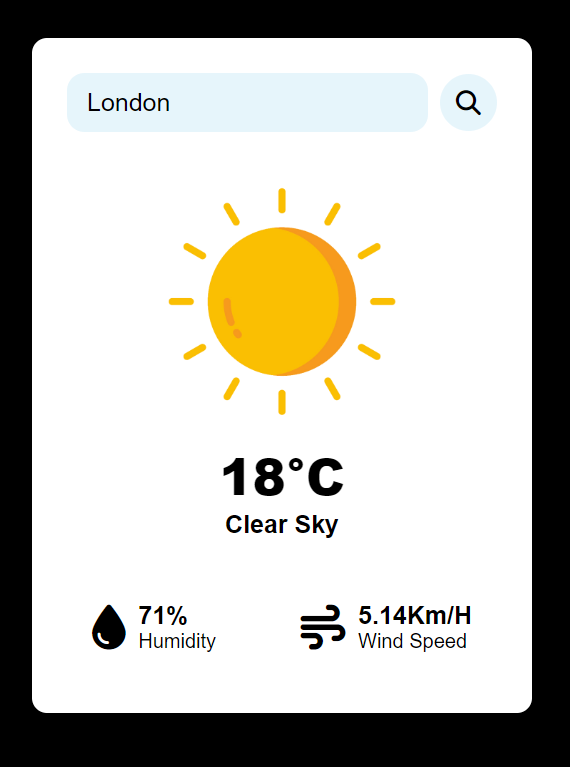 London
18°C
Clear Sky
71%
Humidity
5.14Km/H
Wind Speed